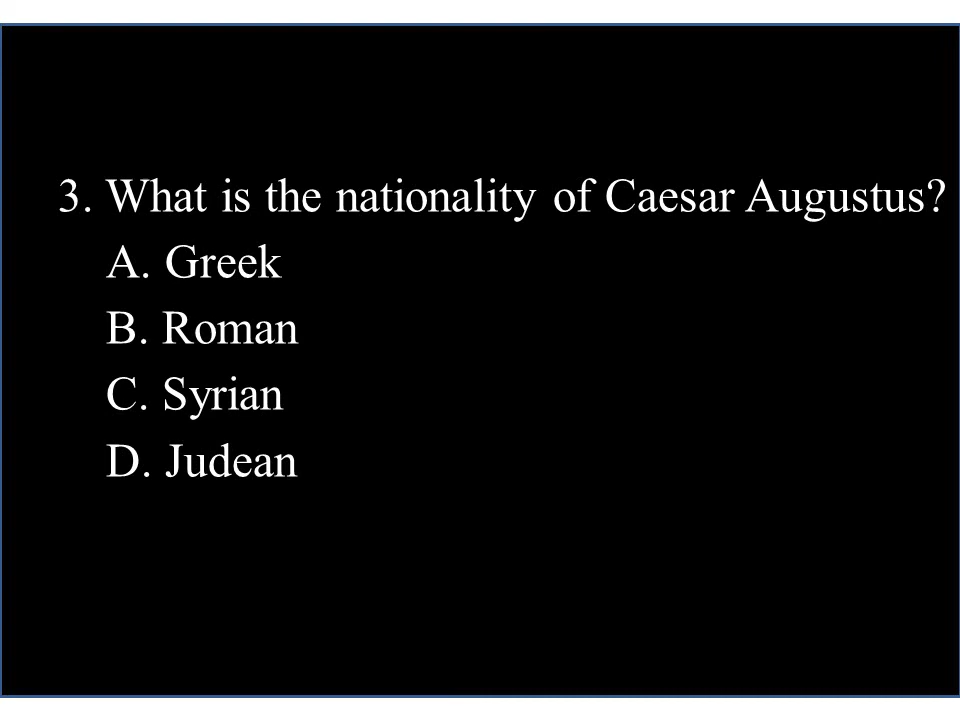 3. What is the nationality of Caesar Augustus?
A. Greek
B. Roman
C. Syrian
D. Judean